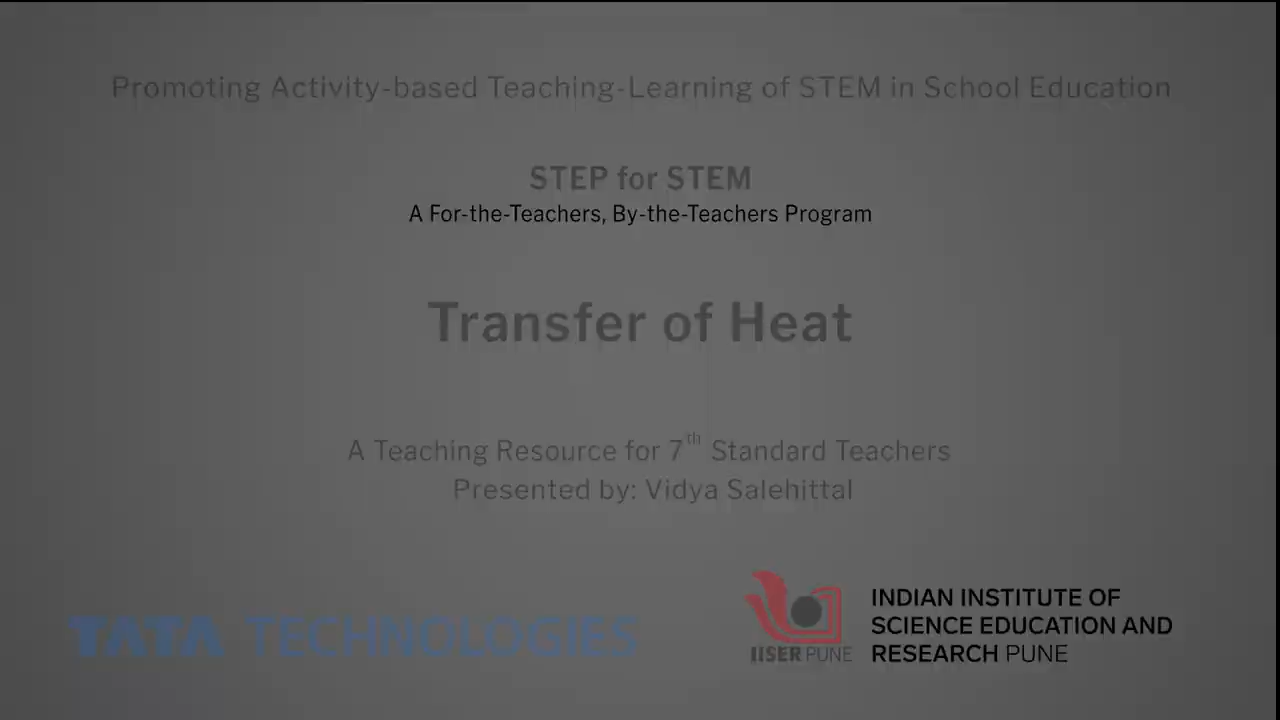 Promoting Activity-based Teaching-Learning of STEM in School Education
STEP for STEM
A For-the-Teachers, By-the-Teachers Program
Transfer of Heat
A Teaching Resource for 7th Standard Teachers
Presented by: Vidya Salehittal
TATA TECHNOLOGIES
IISER PUNE
INDIAN INSTITUTE OF
SCIENCE EDUCATION AND
RESEARCH PUNE